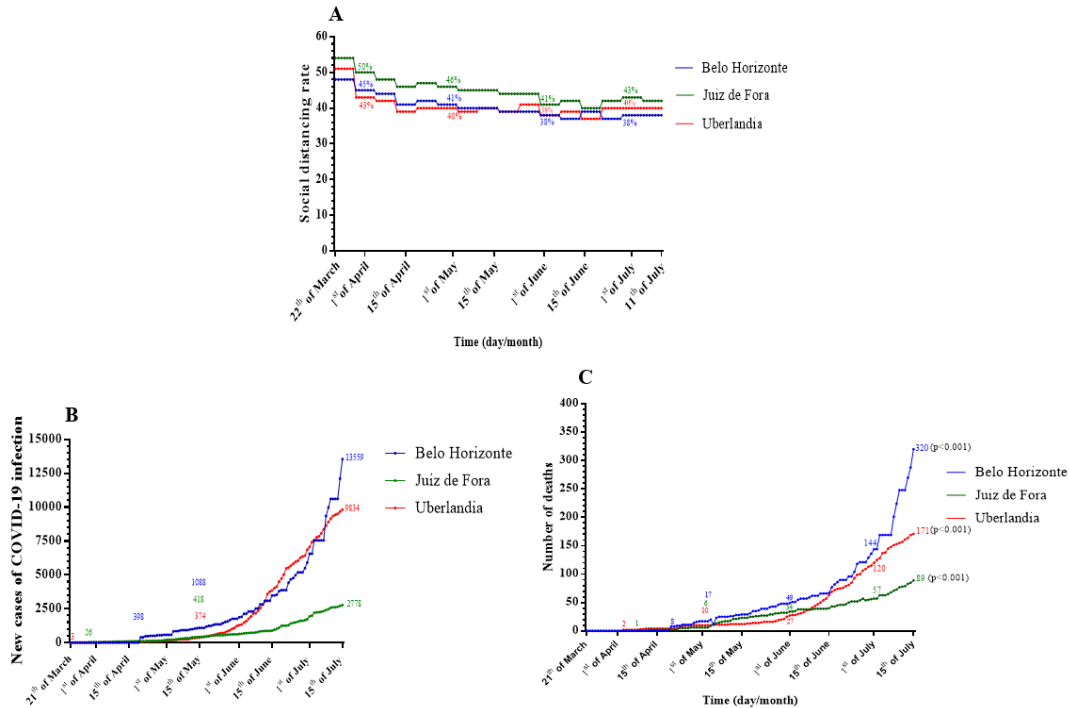 A
Social distancing rate
60
50
40
30
20
10
0
50%
45%
43%
46%
41%
40%
41%
38%
43%
40%
38%
Belo Horizonte
Juiz de Fora
Uberlandia
22th of March
1st of April
15th of April
1st of May
15th of May
1st of June
15th of June
1st of July
11th of July
Time (day/month)
B
New cases of COVID-19 infection
15000
12500
10000
7500
5000
2500
0
3
26
398
1088
418
374
13559
9834
2778
Belo Horizonte
Juiz de Fora
Uberlandia
21th of March
1st of April
15th of April
1st of May
15th of May
1st of June
15th of June
1st of July
15th of July
C
Number of deaths
400
350
300
250
200
150
100
50
0
2
1
8
17
6
10
49
34
27
144
120
57
320 (p<0.001)
171 (p<0.001)
89 (p<0.001)
Belo Horizonte
Juiz de Fora
Uberlandia
21th of March
1st of April
15th of April
1st of May
15th of May
1st of June
15th of June
1st of July
15th of July
Time (day/month)